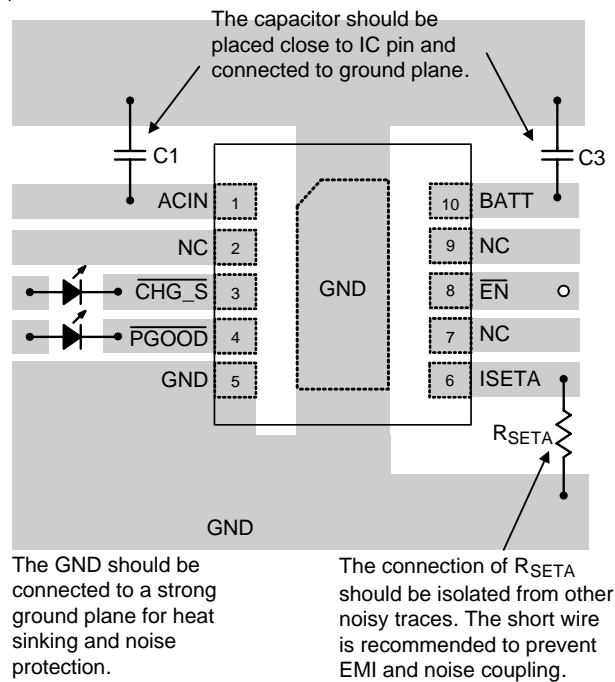 The capacitor should be
placed close to IC pin and
connected to ground plane.
C1
C3
ACIN 1
10 BATT
NC 2
9 NC
CHG_S 3
GND
8 EN
PGOOD 4
7 NC
GND 5
6 ISETA
RSETA
GND
The GND should be
connected to a strong
ground plane for heat
sinking and noise
protection.
The connection of RSETA
should be isolated from other
noisy traces. The short wire
is recommended to prevent
EMI and noise coupling.